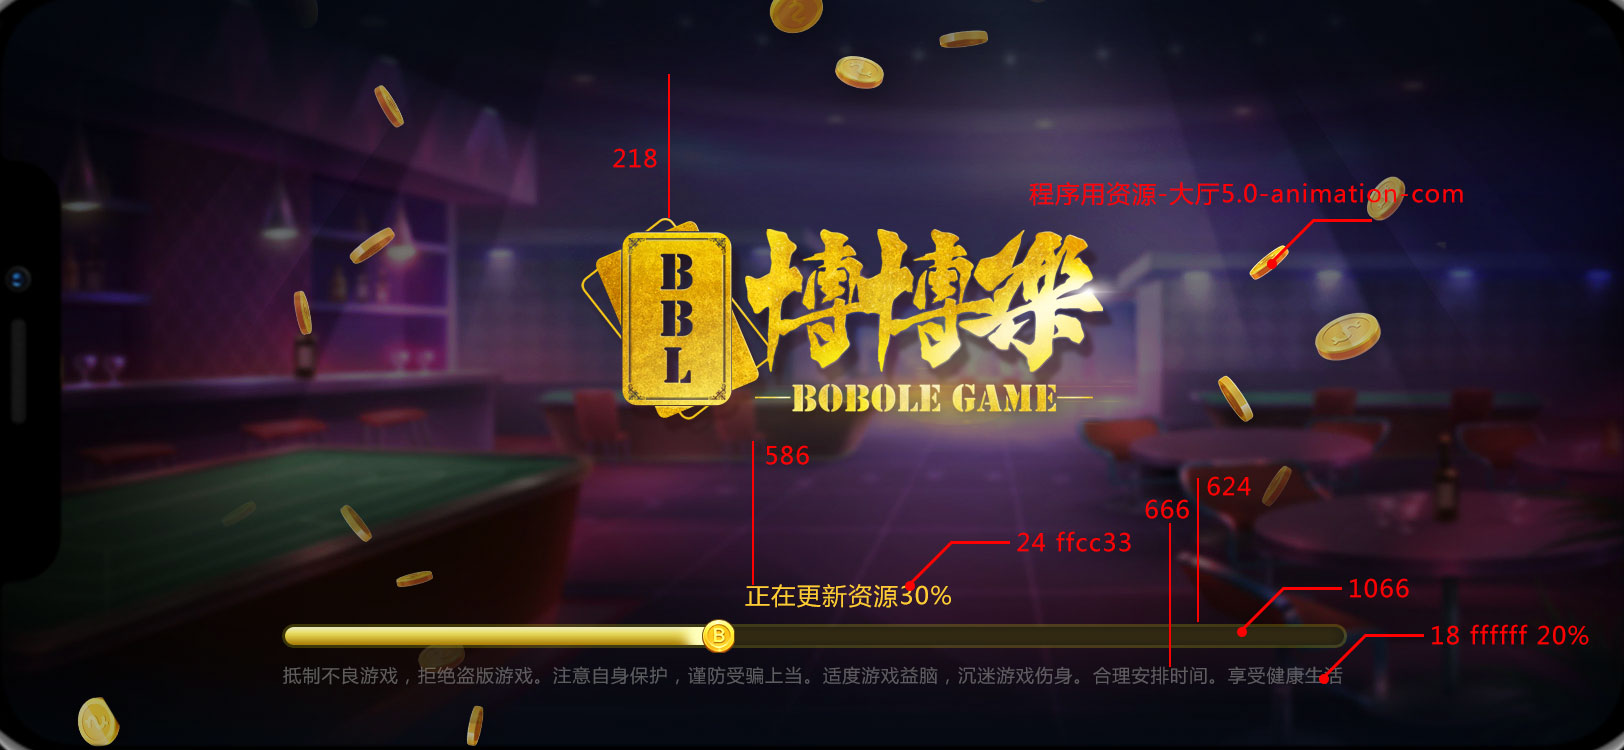 218
程序用资源-大厅5.0-animation-com
B
B
L
博博樂
BOBOLE GAME
586
624
666
24 ffcc33
正在更新资源30%
1066
B
18 ffffff 20%
抵制不良游戏，拒绝盗版游戏。注意自身保护，谨防受骗上当。适度游戏益脑，沉迷游戏伤身。合理安排时间。享受健康生活